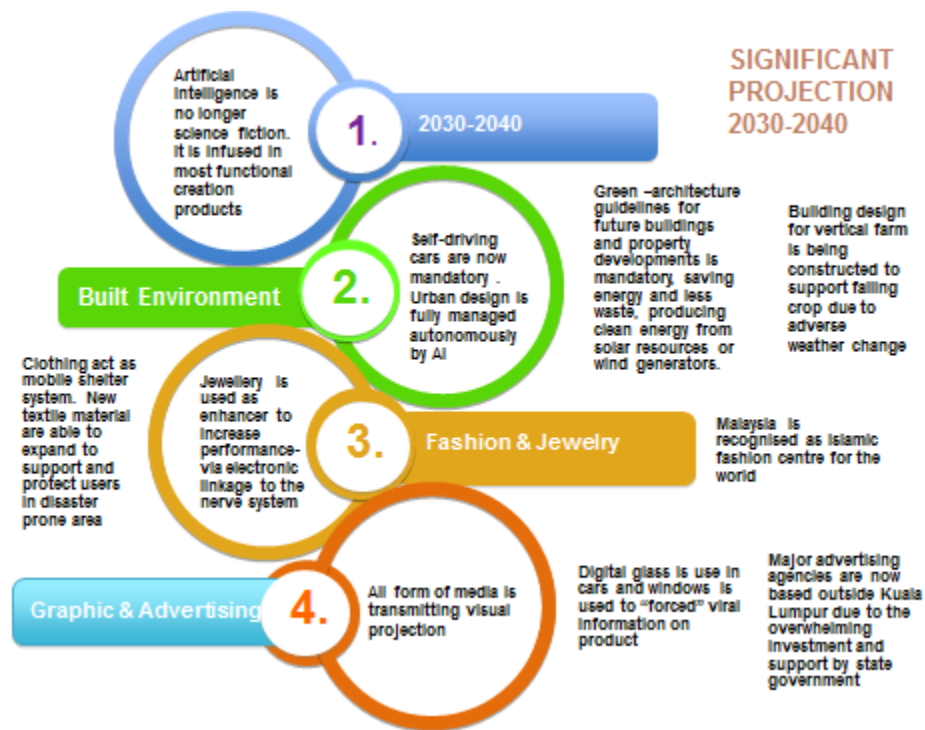 SIGNIFICANT
PROJECTION
2030-2040
Artificial
intelligence is
no longer
science fiction.
It is infused in
most functional
creation
products
1.
2030-2040
Built Environment
2.
Self-driving
cars are now
mandatory .
Urban design is
fully managed
autonomously
by AI
Green –architecture
guidelines for
future buildings
and property
developments is
mandatory, saving
energy and less
waste, producing
clean energy from
solar resources or
wind generators.
Building design
for vertical farm
is being
constructed to
support falling
crop due to
adverse
weather change
Clothing act as
mobile shelter
system. New
textile material
are able to
expand to
support and
protect users
in disaster
prone area
Jewellery is
used as
enhancer to
increase
performance-
via electronic
linkage to the
nerve system
3.
Fashion & Jewelry
Malaysia is
recognised as Islamic
fashion centre for the
world
Graphic & Advertising
4.
All form of media is
transmitting visual
projection
Digital glass is use in
cars and windows is
used to “forced” viral
information on
product
Major advertising
agencies are now
based outside Kuala
Lumpur due to the
overwhelming
investment and
support by state
government